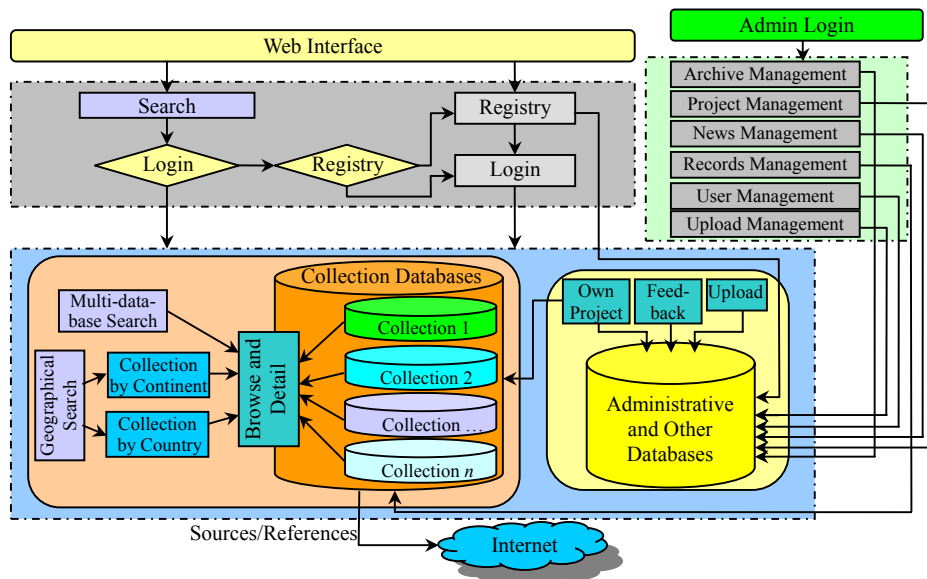 Web Interface
Admin Login
Search
Login
Registry
Registry
Login
Archive Management
Project Management
News Management
Records Management
User Management
Upload Management
Collection Databases
Multi-data-
base Search
Geographical
Search
Collection
by Continent
Collection
by Country
Browse and
Detail
Collection 1
Collection 2
Collection …
Collection n
Own
Project
Feed-
back
Upload
Administrative
and Other
Databases
Sources/References
Internet